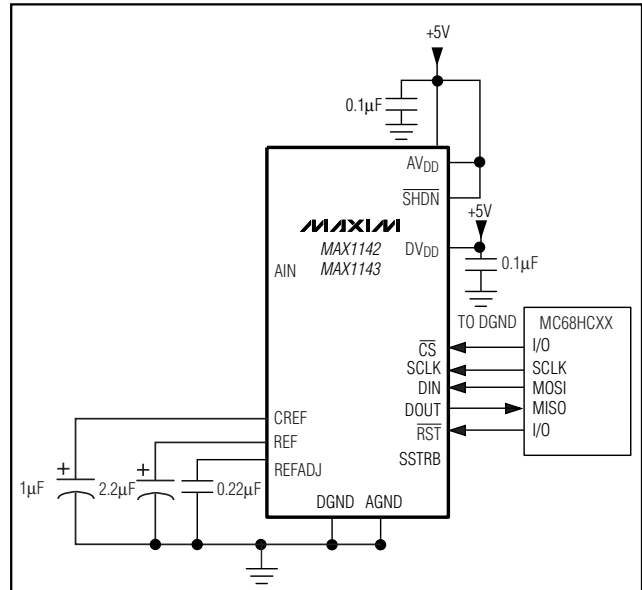 +5V
0.1μF
AVDD
SHDN
+5V
MAXIM
MAX1142
MAX1143
DVDD
AIN
0.1μF
TO DGND
MC68HCXX
CS
I/O
SCLK
SCLK
DIN
MOSI
DOUT
MISO
RST
I/O
SSTRB
CREF
REF
REFADJ
+
1μF
+
2.2μF
0.22μF
DGND
AGND